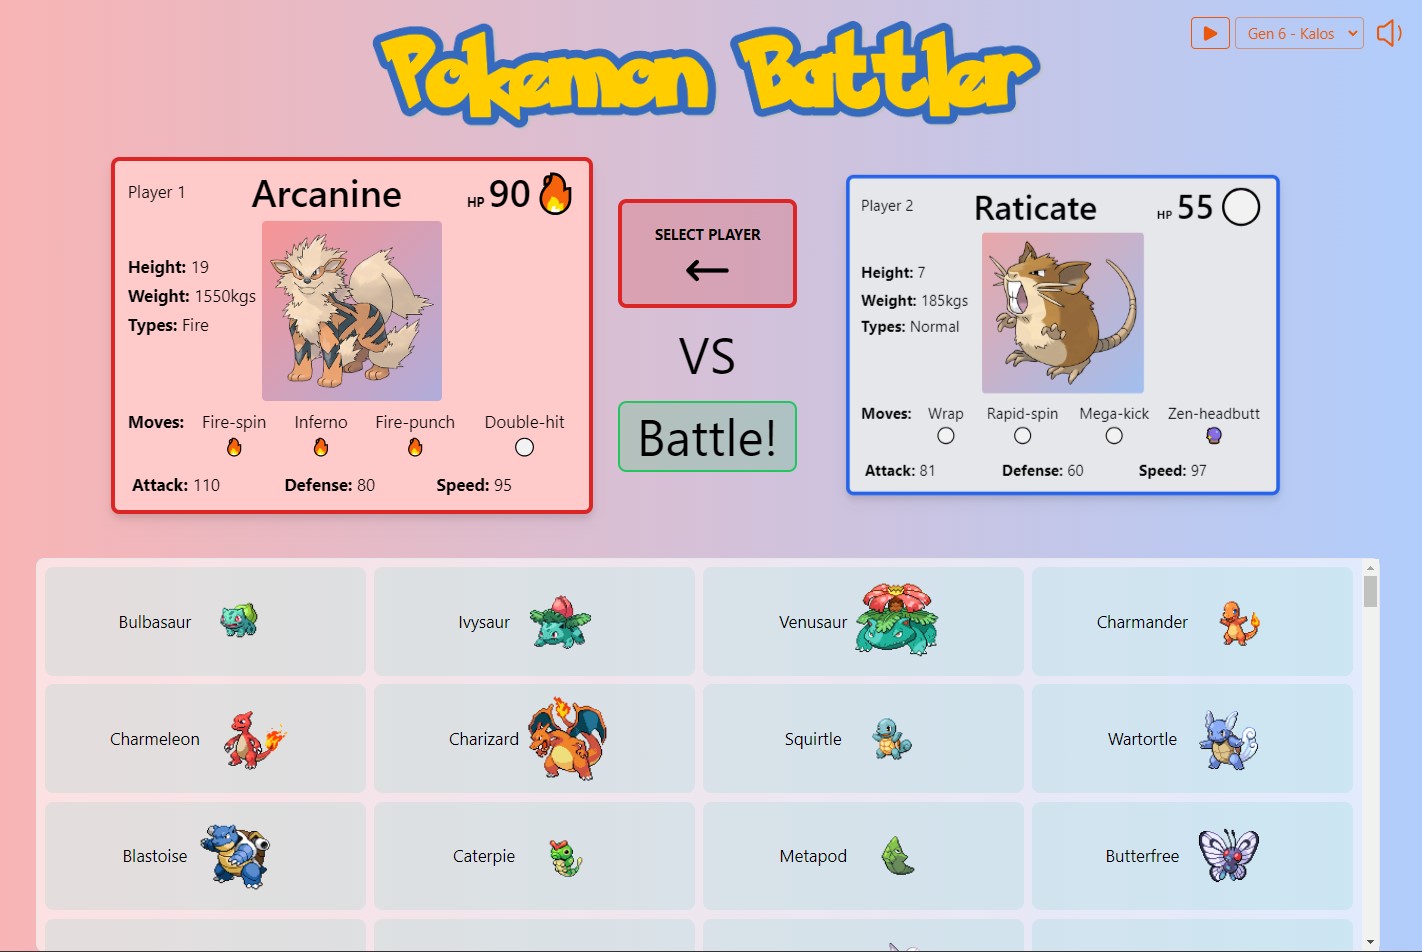 Pokemon Battler
Gen 6 - Kalos
Player 1
Arcanine
HP 90
Height: 19
Weight: 1550kgs
Types: Fire
Moves: Fire-spin Inferno Fire-punch Double-hit
Attack: 110 Defense: 80 Speed: 95
SELECT PLAYER
VS
Battle!
Player 2
Raticate
HP 55
Height: 7
Weight: 185kgs
Types: Normal
Moves: Wrap Rapid-spin Mega-kick Zen-headbutt
Attack: 81 Defense: 60 Speed: 97
Bulbasaur Ivysaur Venusaur Charmander
Charmeleon Charizard Squirtle Wartortle
Blastoise Caterpie Metapod Butterfree